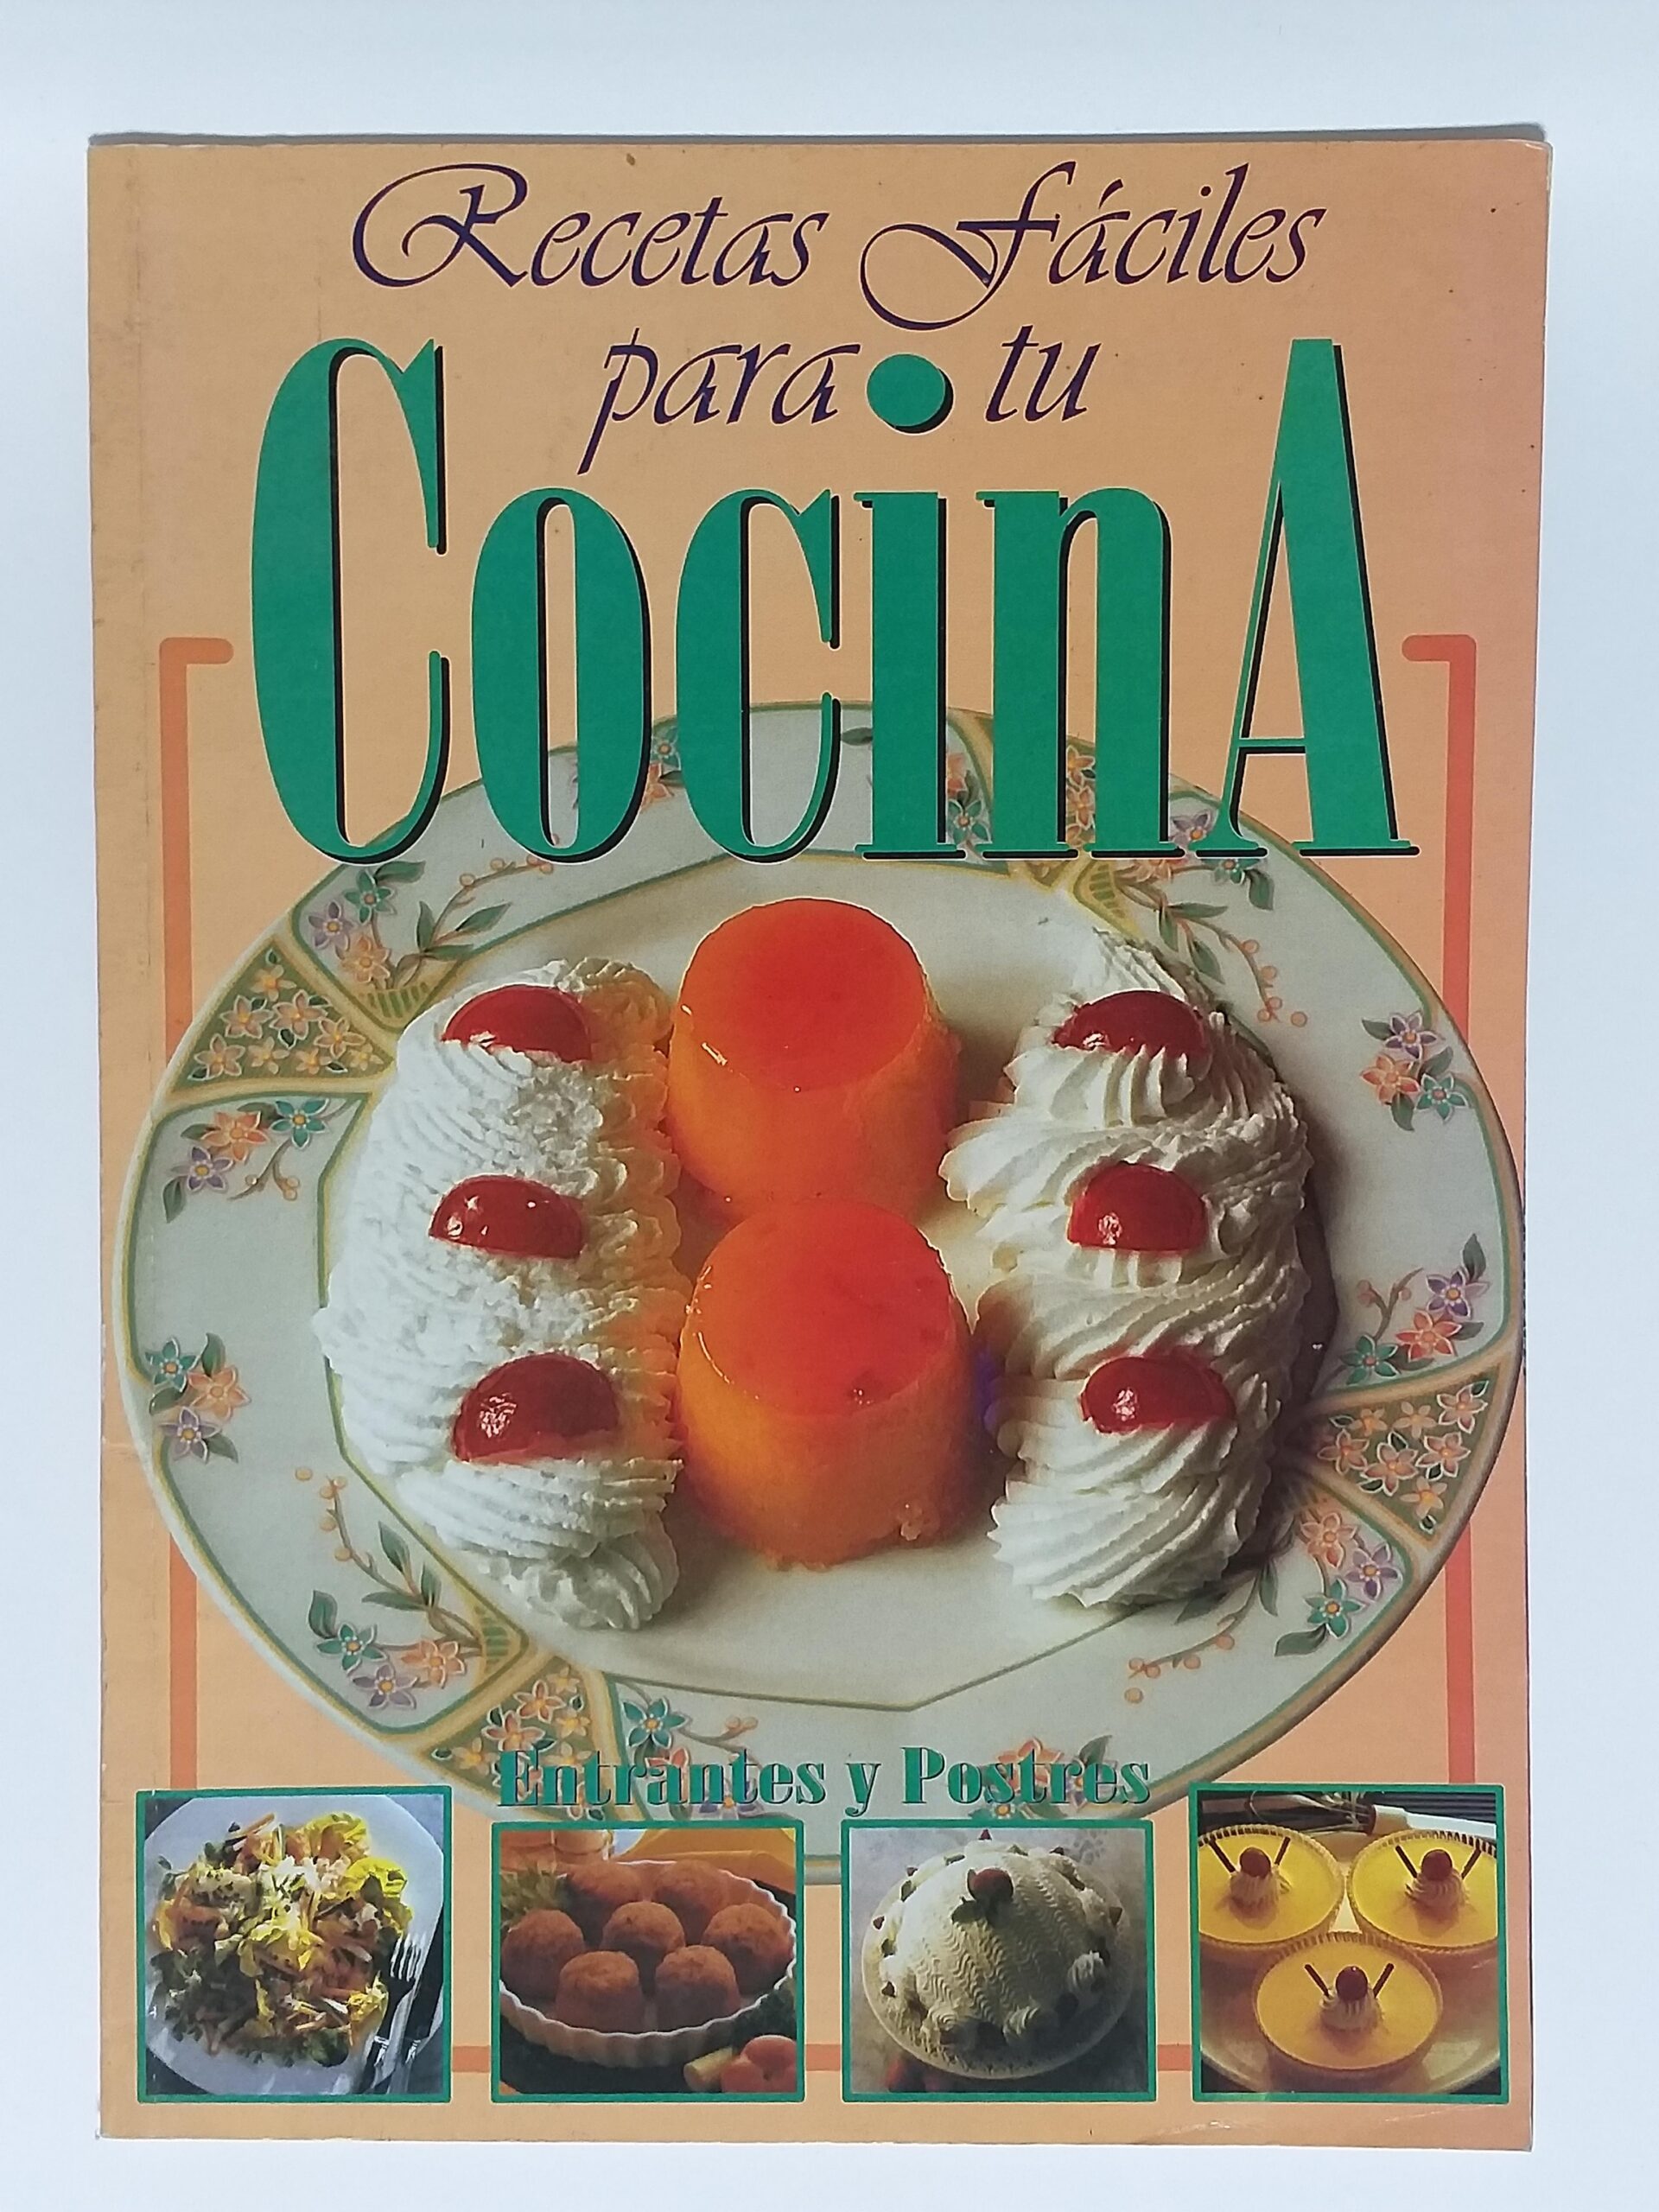 Recetas Fáciles
para tu
CocinA
Entrantes y Postres